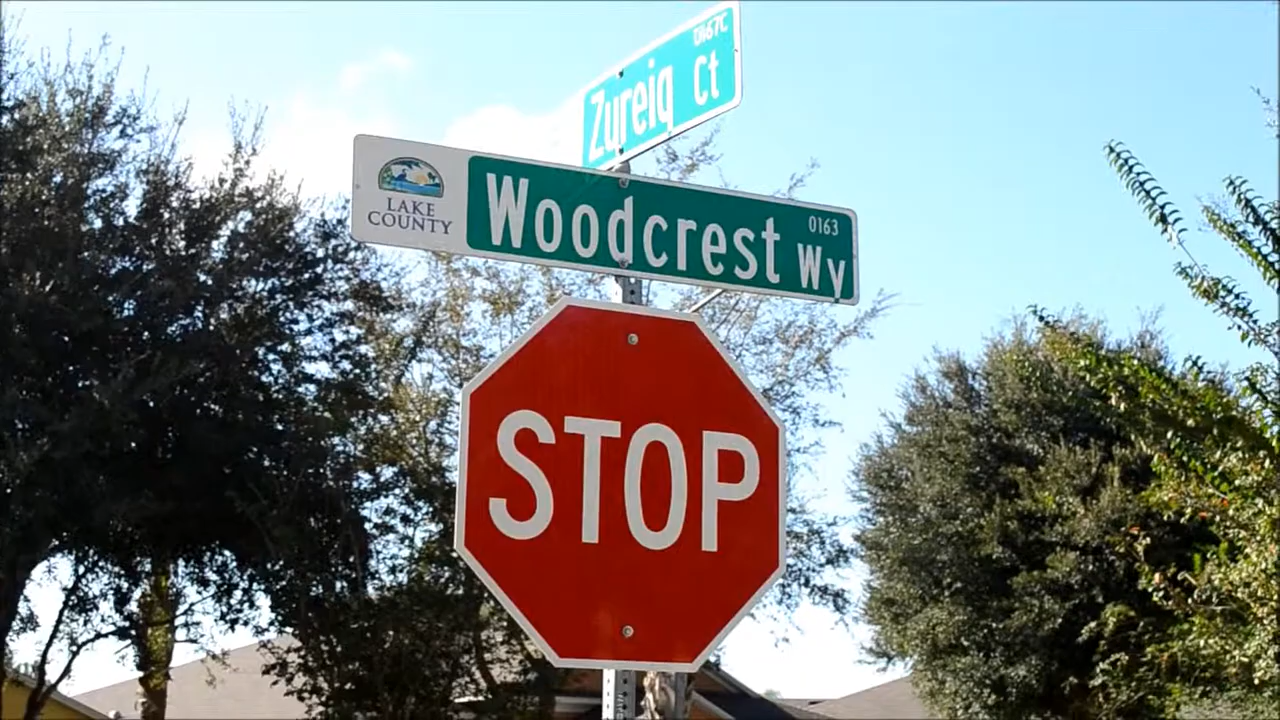 0167C
Zureiq Ct
LAKE
COUNTY
Woodcrest Wy
0163
STOP